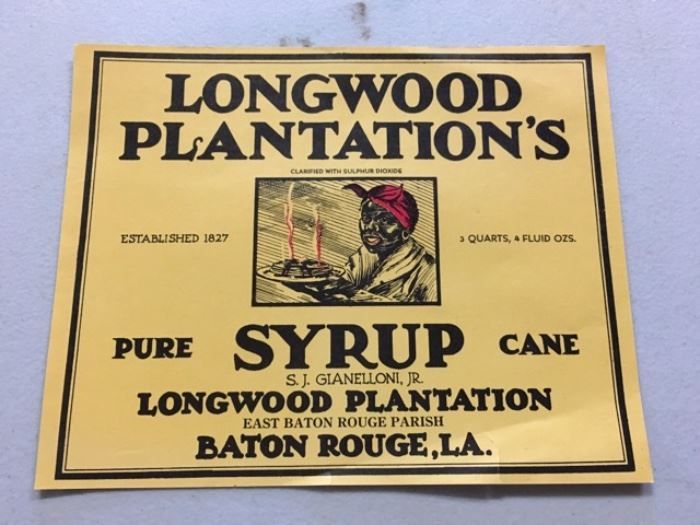 LONGWOOD
PLANTATION'S
CLARIFIED WITH SULPHUR DIOXIDE
ESTABLISHED 1827
3 QUARTS, 4 FLUID OZS.
PURE SYRUP CANE
S. J. GIANELLONI, JR.
LONGWOOD PLANTATION
EAST BATON ROUGE PARISH
BATON ROUGE, LA.